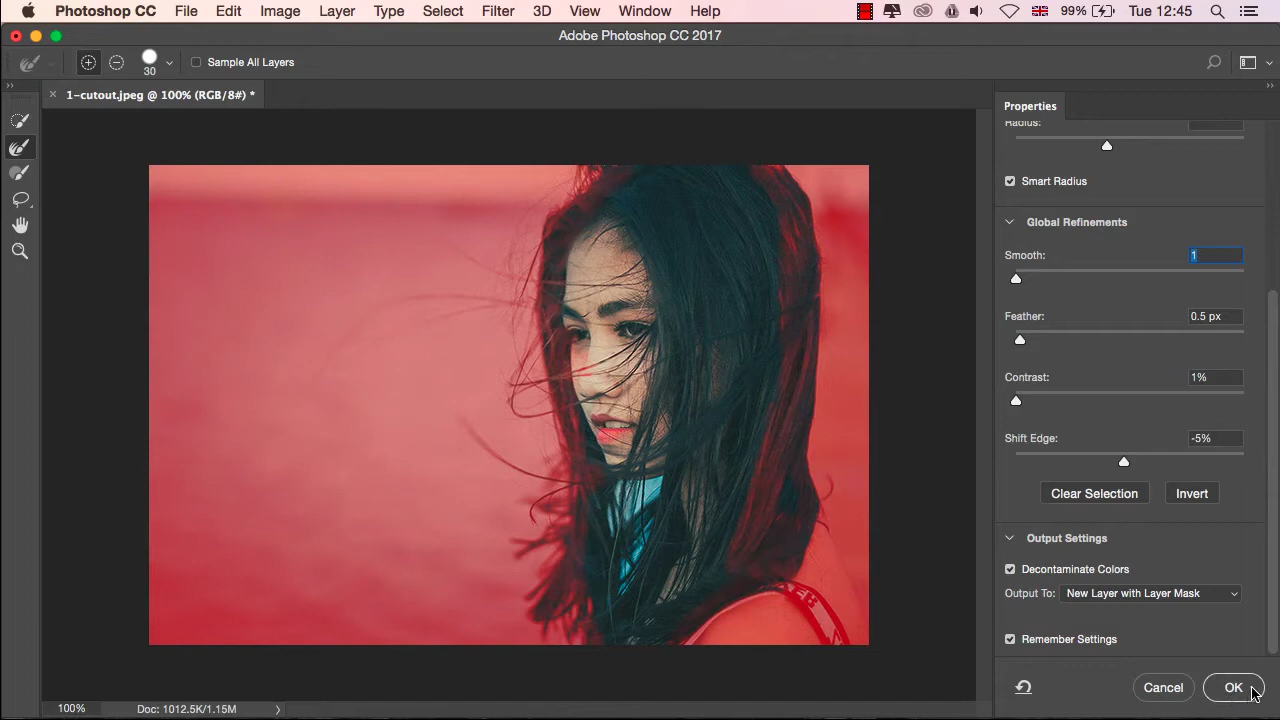 Photoshop CC File Edit Image Layer Type Select Filter 3D View Window Help 99% Tue 12:45
Adobe Photoshop CC 2017
30 Sample All Layers
× 1-cutout.jpeg @ 100% (RGB/8#) *
Properties
Radius:
Smart Radius
Global Refinements
Smooth: 1
Feather: 0.5 px
Contrast: 1%
Shift Edge: -5%
Clear Selection Invert
Output Settings
Decontaminate Colors
Output To: New Layer with Layer Mask
Remember Settings
Cancel OK
100% Doc: 1012.5K/1.15M